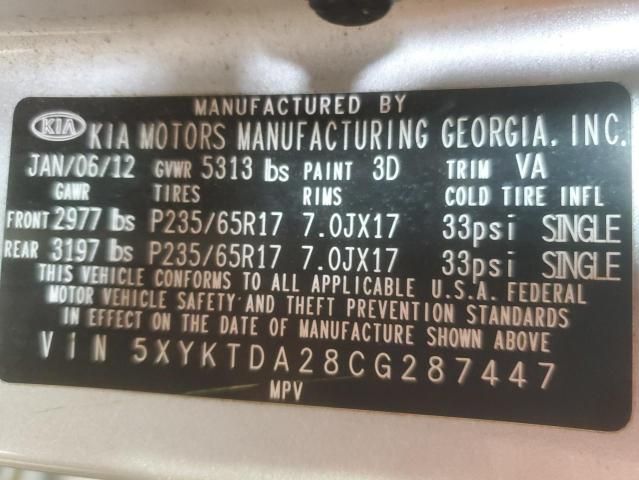 MANUFACTURED BY
KIA KIA MOTORS MANUFACTURING GEORGIA, INC.
JAN/06/12 GVWR 5313 lbs PAINT 3D TRIM VA
GAWR TIRES RIMS COLD TIRE INFL
FRONT 2977 lbs P235/65R17 7.0JX17 33psi SINGLE
REAR 3197 lbs P235/65R17 7.0JX17 33psi SINGLE
THIS VEHICLE CONFORMS TO ALL APPLICABLE U.S.A. FEDERAL
MOTOR VEHICLE SAFETY AND THEFT PREVENTION STANDARDS
IN EFFECT ON THE DATE OF MANUFACTURE SHOWN ABOVE
VIN 5XYKTDA28CG287447
MPV